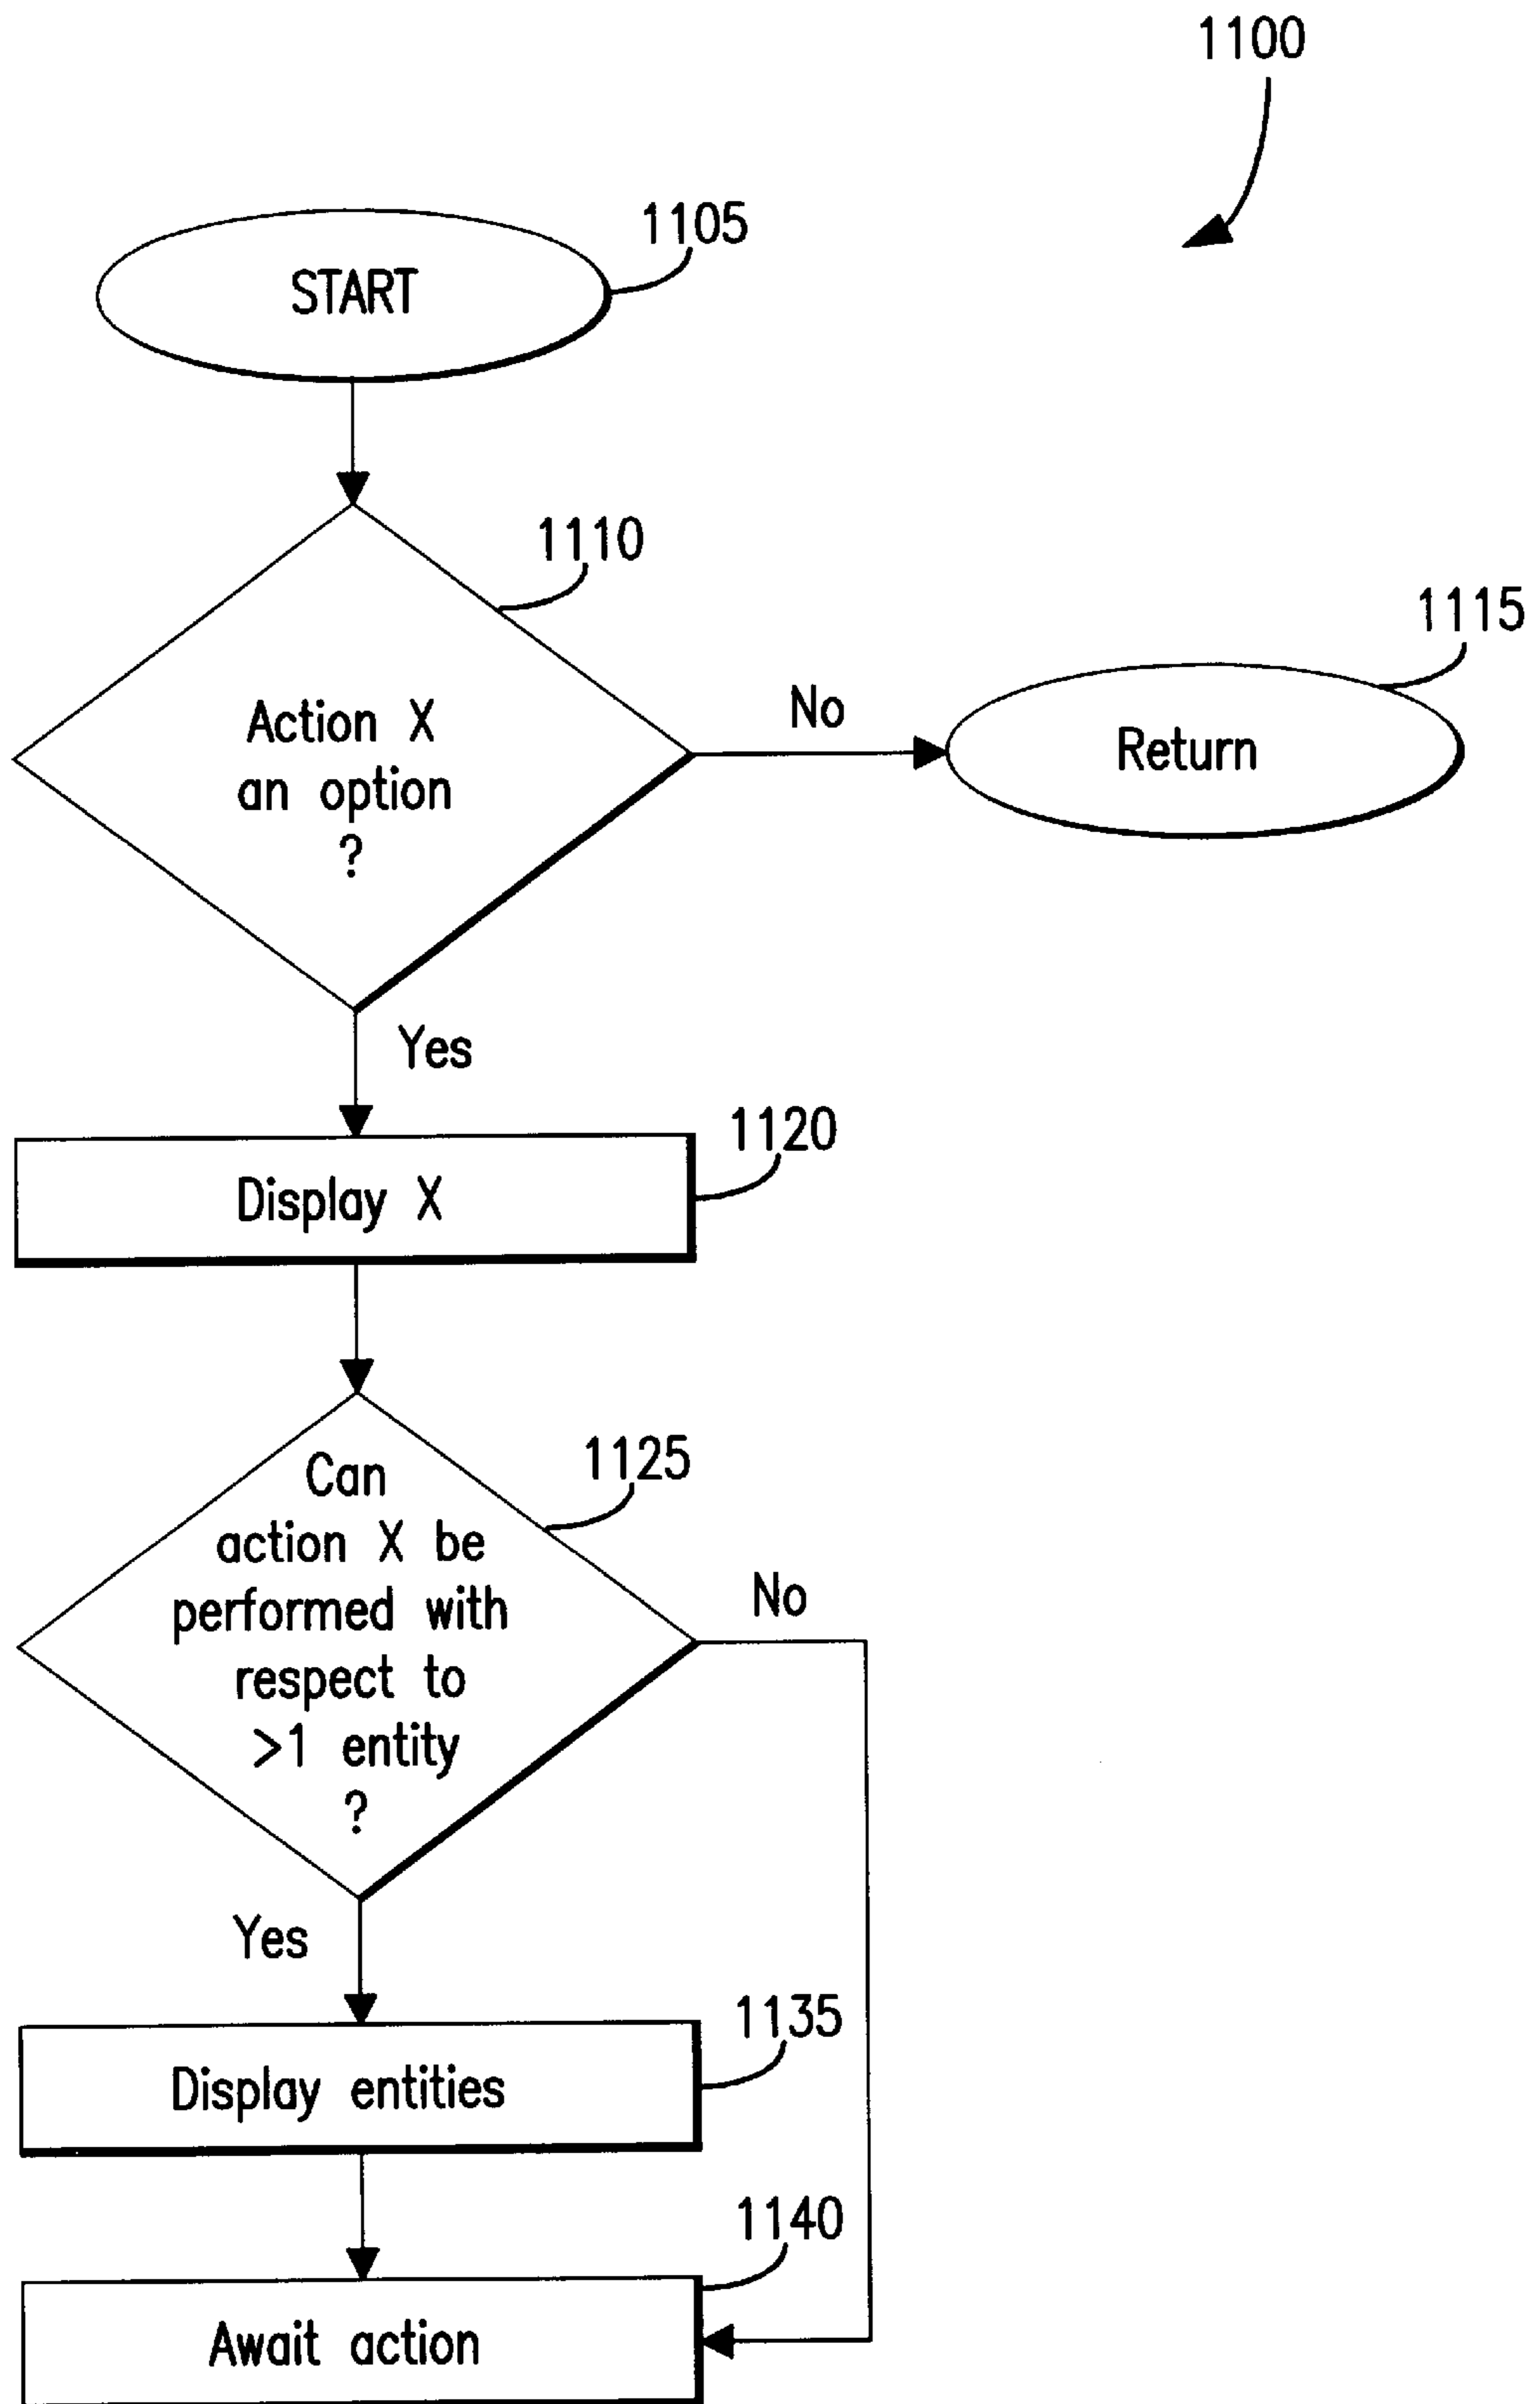 1100
1105
START
1110
1115
Action X
an option
?
No
Return
Yes
1120
Display X
1125
Can
action X be
performed with
respect to
>1 entity
?
No
Yes
1135
Display entities
1140
Await action